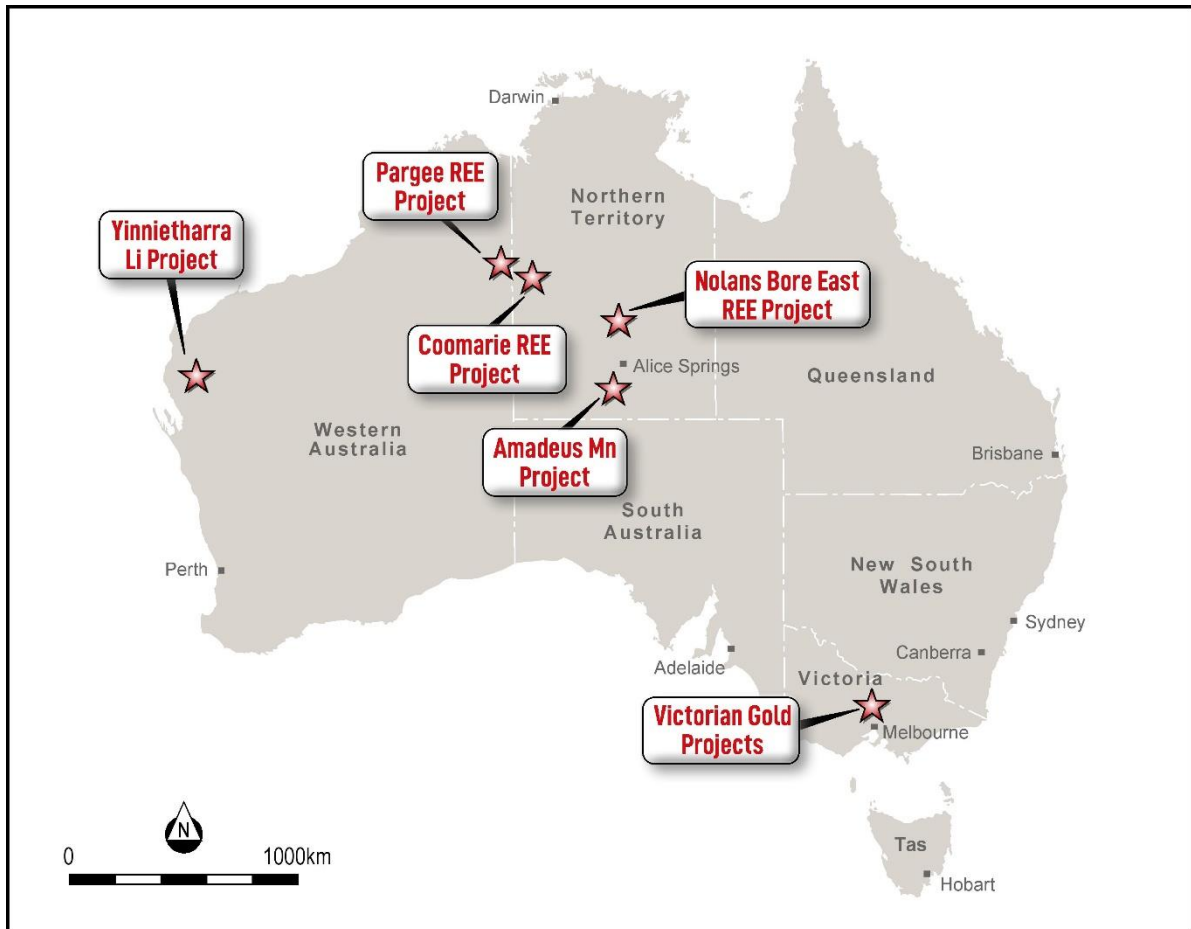 Darwin
Pargee REE
Project
Northern
Territory
Yinnietharra
Li Project
Nolans Bore East
REE Project
Coomarie REE
Project
Alice Springs
Queensland
Western
Australia
Amadeus Mn
Project
Brisbane
South
Australia
Perth
New South
Wales
Sydney
Canberra
Adelaide
Victoria
Victorian Gold
Projects
Melbourne
N
0 1000km
Tas
Hobart